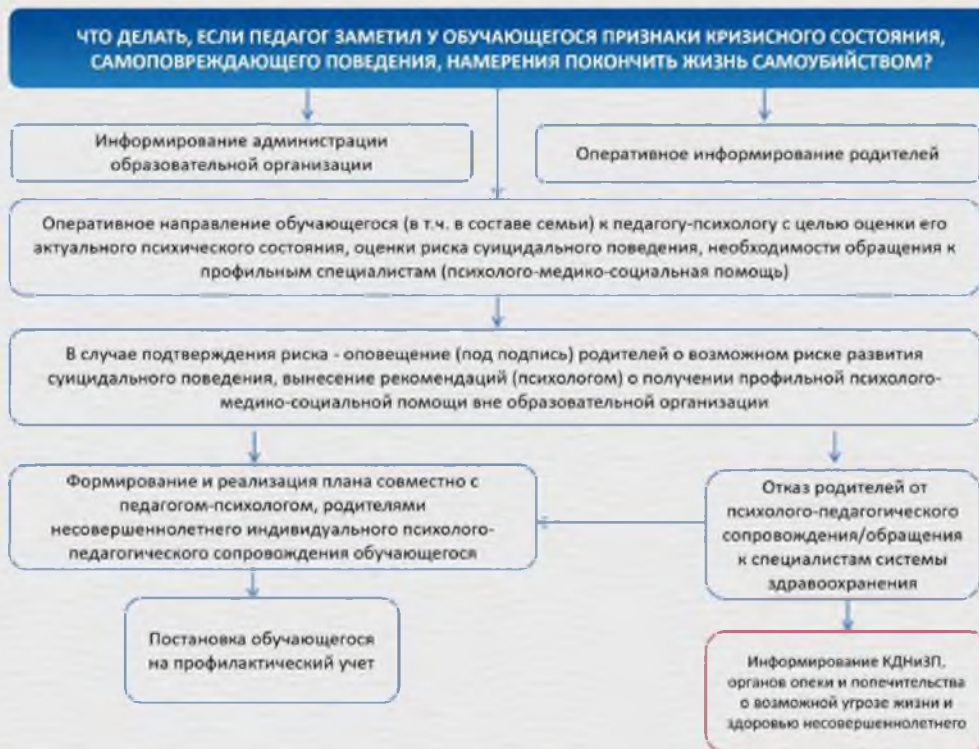 ЧТО ДЕЛАТЬ, ЕСЛИ ПЕДАГОГ ЗАМЕТИЛ У ОБУЧАЮЩЕГОСЯ ПРИЗНАКИ КРИЗИСНОГО СОСТОЯНИЯ,
САМОПОВРЕЖДАЮЩЕГО ПОВЕДЕНИЯ, НАМЕРЕНИЯ ПОКОНЧИТЬ ЖИЗНЬ САМОУБИЙСТВОМ?
Информирование администрации
образовательной организации
Оперативное информирование родителей
Оперативное направление обучающегося (в т.ч. в составе семьи) к педагогу-психологу с целью оценки его
актуального психического состояния, оценки риска суицидального поведения, необходимости обращения к
профильным специалистам (психолого-медико-социальная помощь)
В случае подтверждения риска - оповещение (под подпись) родителей о возможном риске развития
суицидального поведения, вынесение рекомендаций (психологом) о получении профильной психолого-
медико-социальной помощи вне образовательной организации
Формирование и реализация плана совместно с
педагогом-психологом, родителями
несовершеннолетнего индивидуального психолого-
педагогического сопровождения обучающегося
Отказ родителей от
психолого-педагогического
сопровождения/обращения
к специалистам системы
здравоохранения
Постановка обучающегося
на профилактический учет
Информирование КДНиЗП,
органов опеки и попечительства
о возможной угрозе жизни и
здоровью несовершеннолетнего